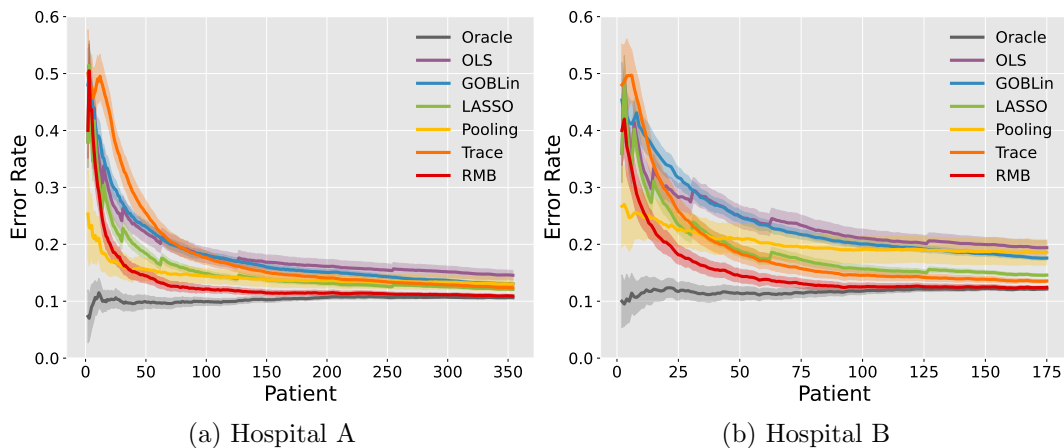 0.6
0.5
0.4
0.3
0.2
0.1
0.0
Error Rate
0
50
100
150
200
250
300
350
Patient
Oracle
OLS
GOBLin
LASSO
Pooling
Trace
RMB
(a) Hospital A
0.6
0.5
0.4
0.3
0.2
0.1
0.0
Error Rate
0
25
50
75
100
125
150
175
Patient
Oracle
OLS
GOBLin
LASSO
Pooling
Trace
RMB
(b) Hospital B